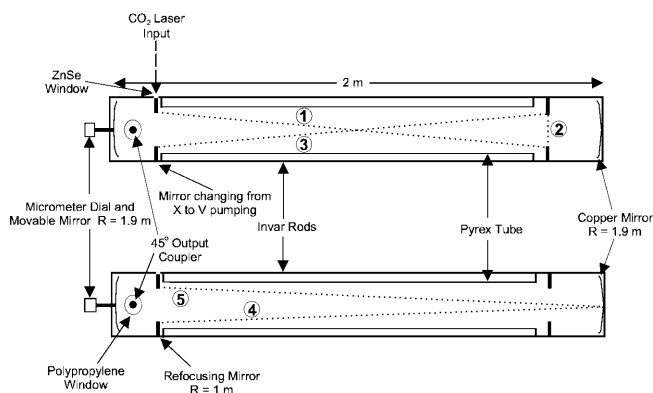 CO2 Laser
Input
ZnSe
Window
2 m
1
2
3
Mirror changing from
X to V pumping
Micrometer Dial and
Movable Mirror R = 1.9 m
Invar Rods
Pyrex Tube
Copper Mirror
R = 1.9 m
45° Output
Coupler
5
4
Polypropylene
Window
Refocusing Mirror
R = 1 m